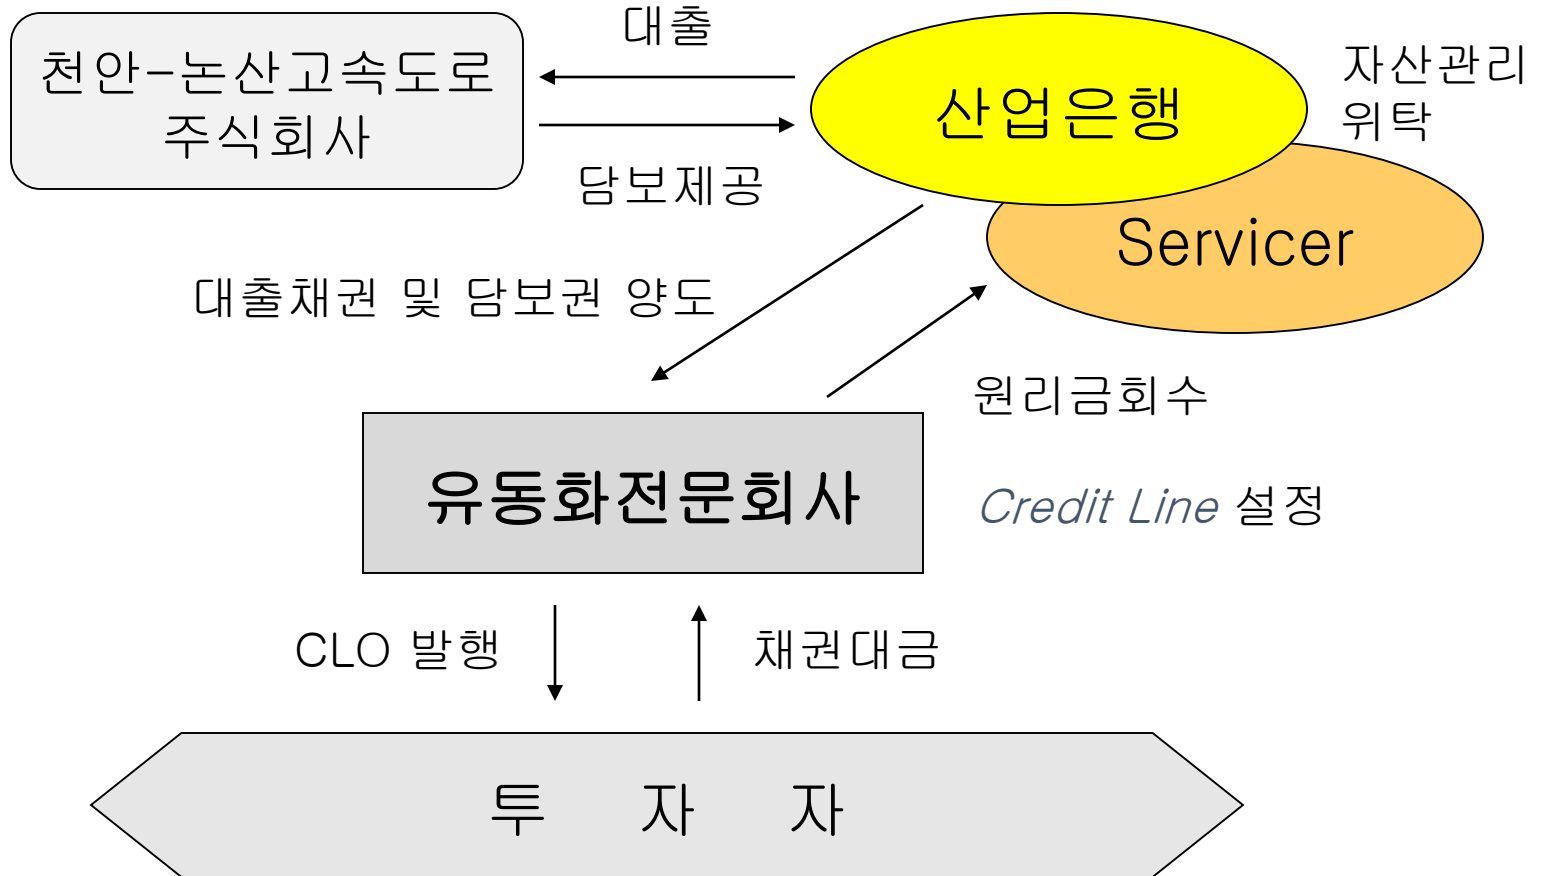 대출
천안-논산고속도로
주식회사
산업은행
자산관리
위탁
담보제공
Servicer
대출채권 및 담보권 양도
원리금회수
유동화전문회사
Credit Line 설정
CLO 발행
채권대금
투 자 자